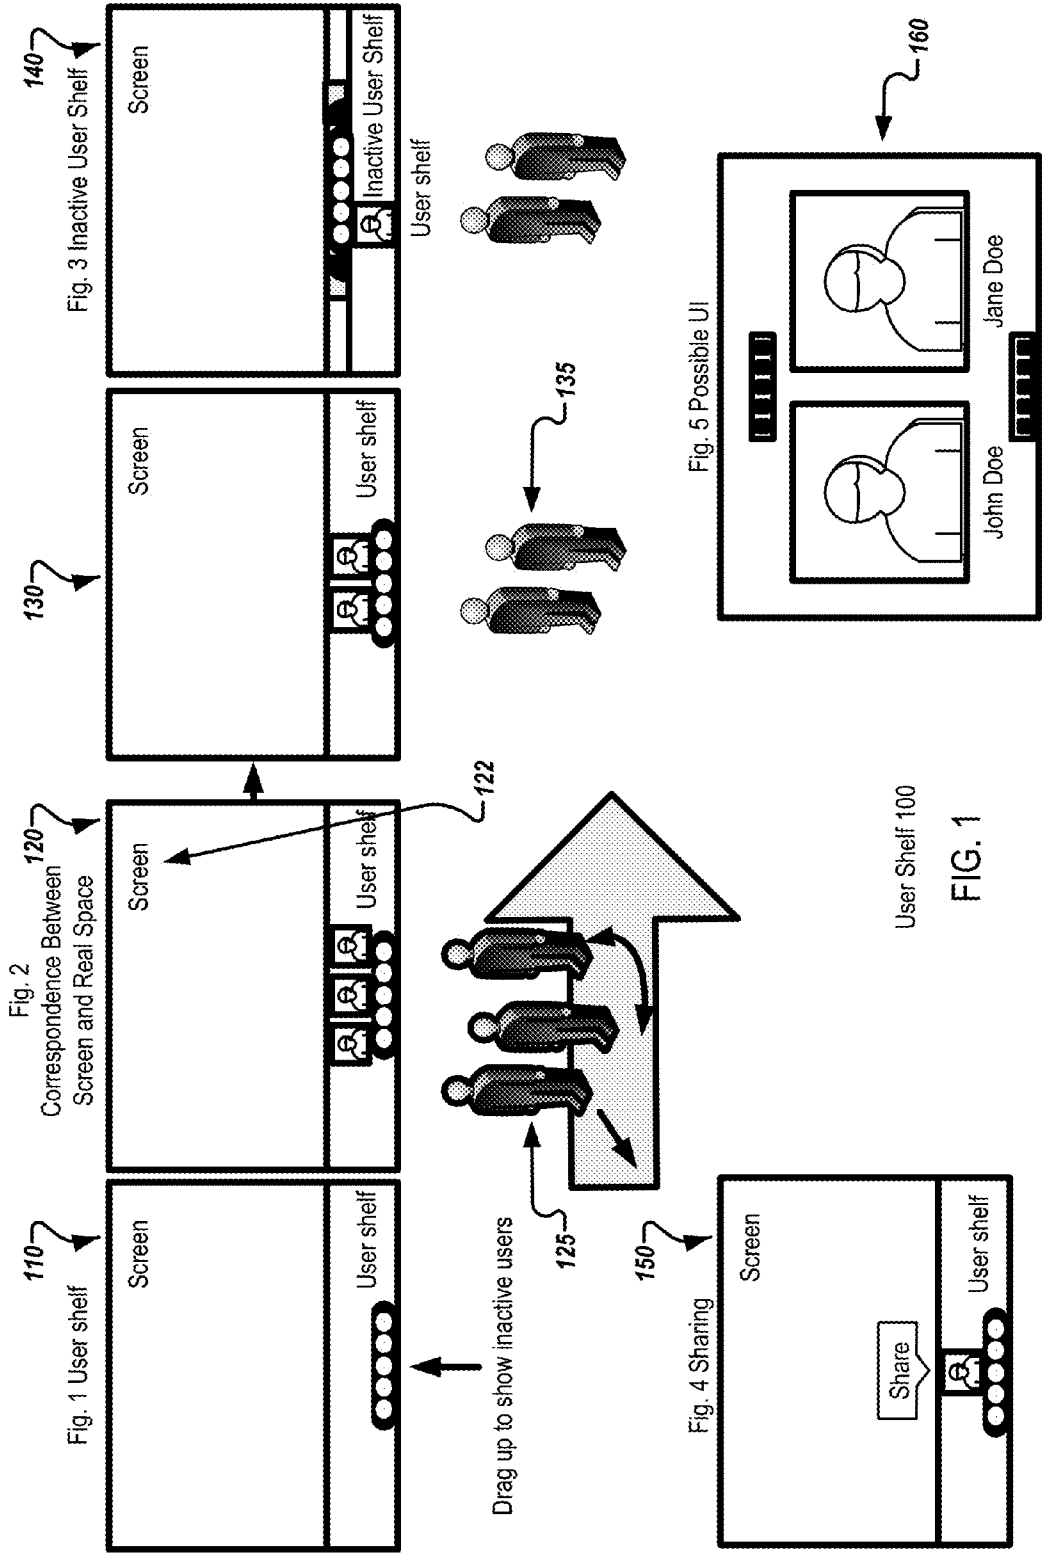 110
Fig. 1 User shelf
Screen
User shelf
Drag up to show inactive users
120
Fig. 2
Correspondence Between
Screen and Real Space
Screen
User shelf
122
125
130
Screen
User shelf
135
140
Fig. 3 Inactive User Shelf
Screen
Inactive User Shelf
User shelf
150
Fig. 4 Sharing
Screen
Share
User shelf
Fig. 5 Possible UI
160
John Doe
Jane Doe
User Shelf 100
FIG. 1